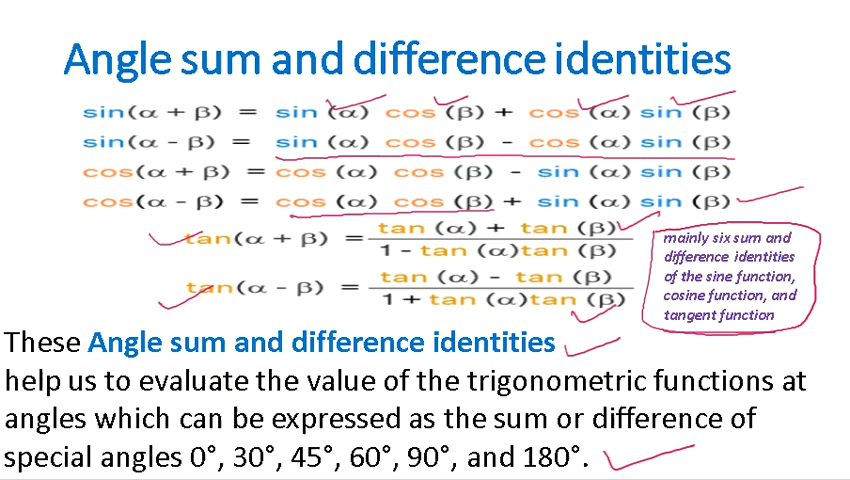 Angle sum and difference identities
sin(α + β) = sin (α) cos (β) + cos (α) sin (β)
sin(α - β) = sin (α) cos (β) - cos (α) sin (β)
cos(α + β) = cos (α) cos (β) - sin (α) sin (β)
cos(α - β) = cos (α) cos (β) + sin (α) sin (β)
tan(α + β) = tan (α) + tan (β) / 1 - tan (α)tan (β)
tan(α - β) = tan (α) - tan (β) / 1 + tan (α)tan (β)
mainly six sum and
difference identities
of the sine function,
cosine function, and
tangent function
These Angle sum and difference identities
help us to evaluate the value of the trigonometric functions at
angles which can be expressed as the sum or difference of
special angles 0°, 30°, 45°, 60°, 90°, and 180°.